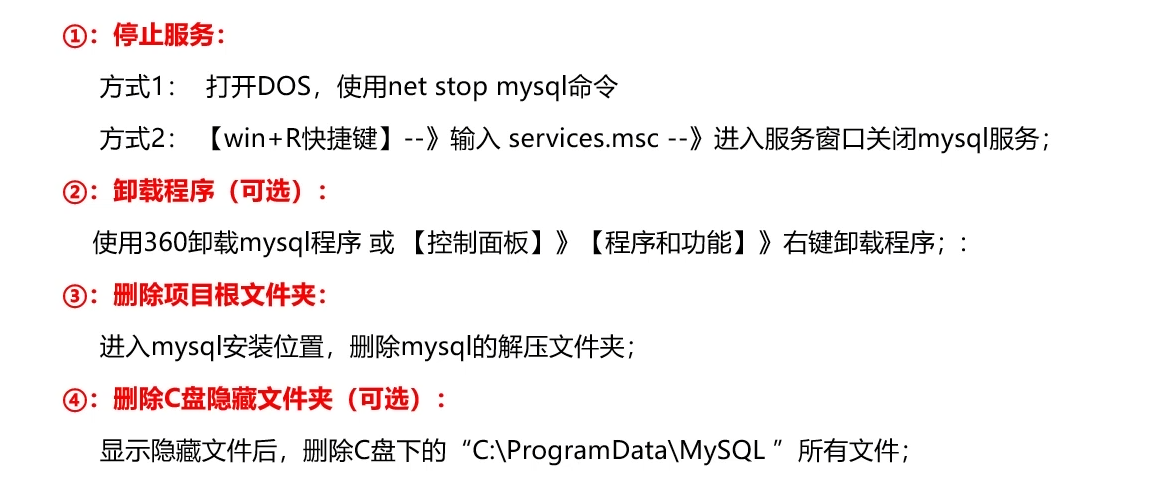 ①：停止服务：
方式1： 打开DOS，使用net stop mysql命令
方式2：【win+R快捷键】--》输入 services.msc --》进入服务窗口关闭mysql服务；
②：卸载程序（可选）：
使用360卸载mysql程序 或 【控制面板】》【程序和功能】》右键卸载程序；:
③：删除项目根文件夹：
进入mysql安装位置，删除mysql的解压文件夹；
④：删除C盘隐藏文件夹（可选）：
显示隐藏文件后，删除C盘下的“C:\ProgramData\MySQL ”所有文件；